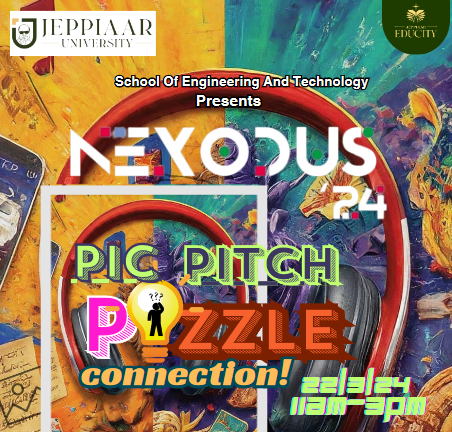 JEPPIAAR
UNIVERSITY
JEPPIAAR
EDUCITY
School Of Engineering And Technology
Presents
NEXODUS
'24
PIC PITCH
PUZZLE
???
connection!
22/3/24
11am-3pm